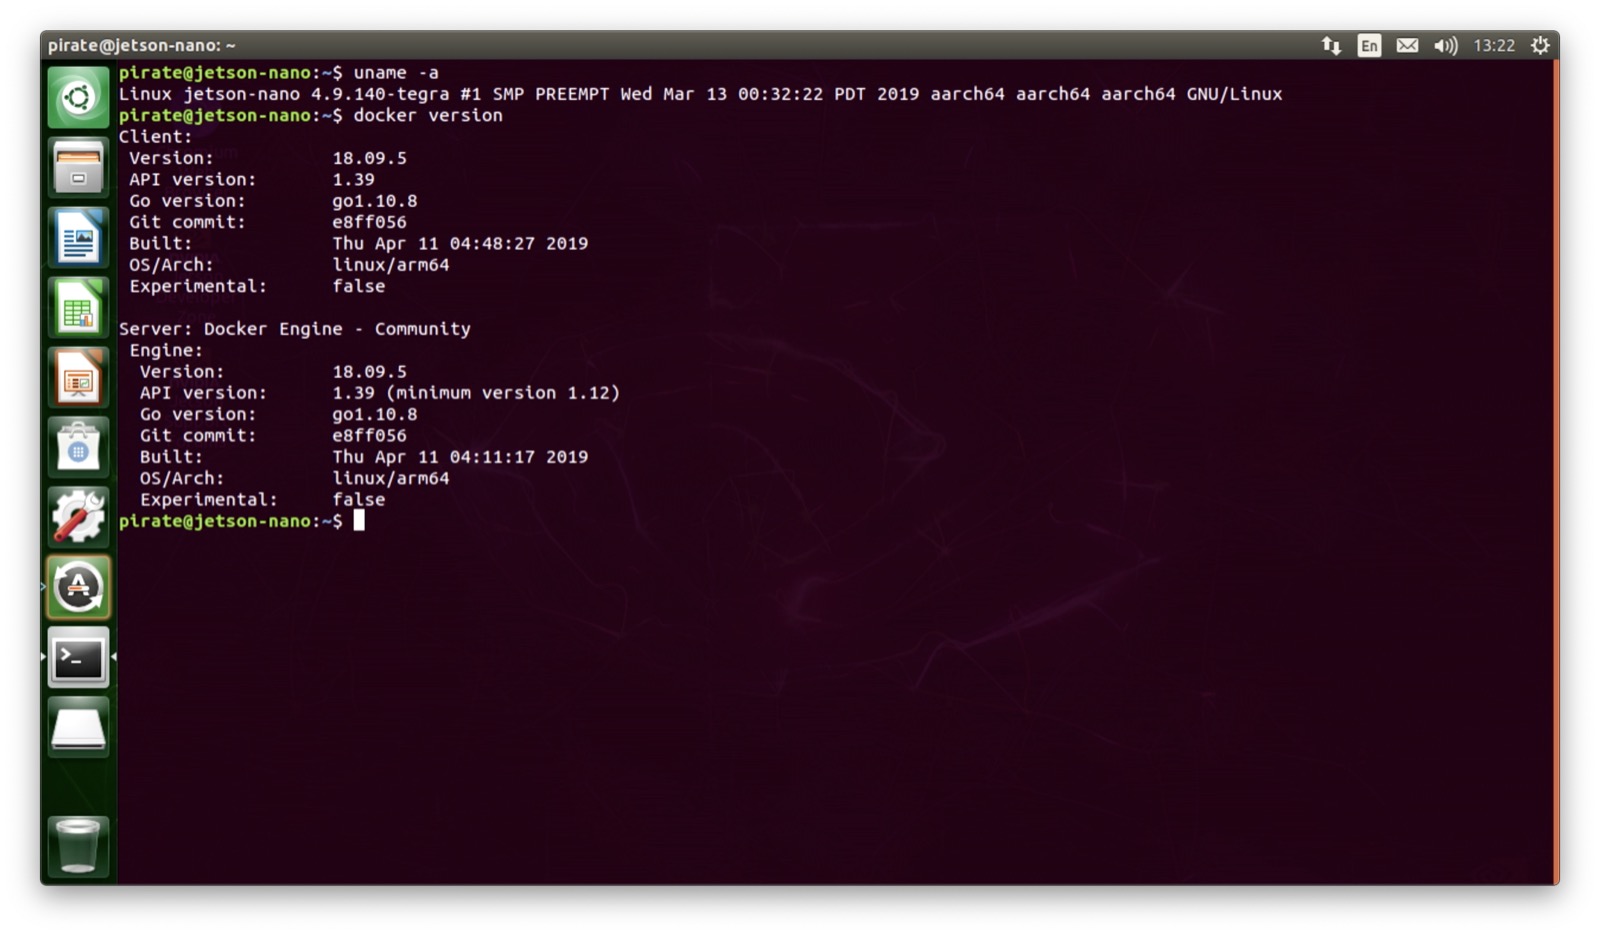 pirate@jetson-nano: ~
En
13:22
pirate@jetson-nano:~$ uname -a
Linux jetson-nano 4.9.140-tegra #1 SMP PREEMPT Wed Mar 13 00:32:22 PDT 2019 aarch64 aarch64 aarch64 GNU/Linux
pirate@jetson-nano:~$ docker version
Client:
 Version:           18.09.5
 API version:       1.39
 Go version:        go1.10.8
 Git commit:        e8ff056
 Built:             Thu Apr 11 04:48:27 2019
 OS/Arch:           linux/arm64
 Experimental:      false

Server: Docker Engine - Community
 Engine:
  Version:          18.09.5
  API version:      1.39 (minimum version 1.12)
  Go version:       go1.10.8
  Git commit:       e8ff056
  Built:            Thu Apr 11 04:11:17 2019
  OS/Arch:          linux/arm64
  Experimental:     false
pirate@jetson-nano:~$